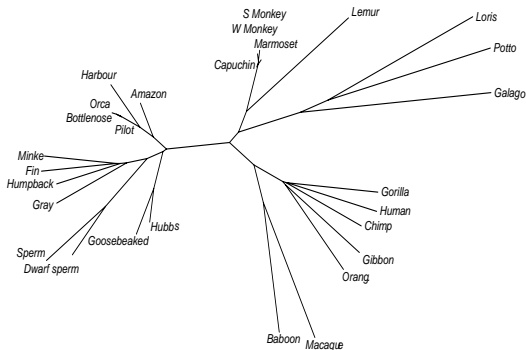 S Monkey
W Monkey
Marmoset
Capuchin
Lemur
Loris
Potto
Galago
Harbour
Amazon
Orca
Bottlenose
Pilot
Minke
Fin
Humpback
Gray
Sperm
Dwarf sperm
Goosebeaked
Hubbs
Gorilla
Human
Chimp
Gibbon
Orang.
Baboon
Macaque